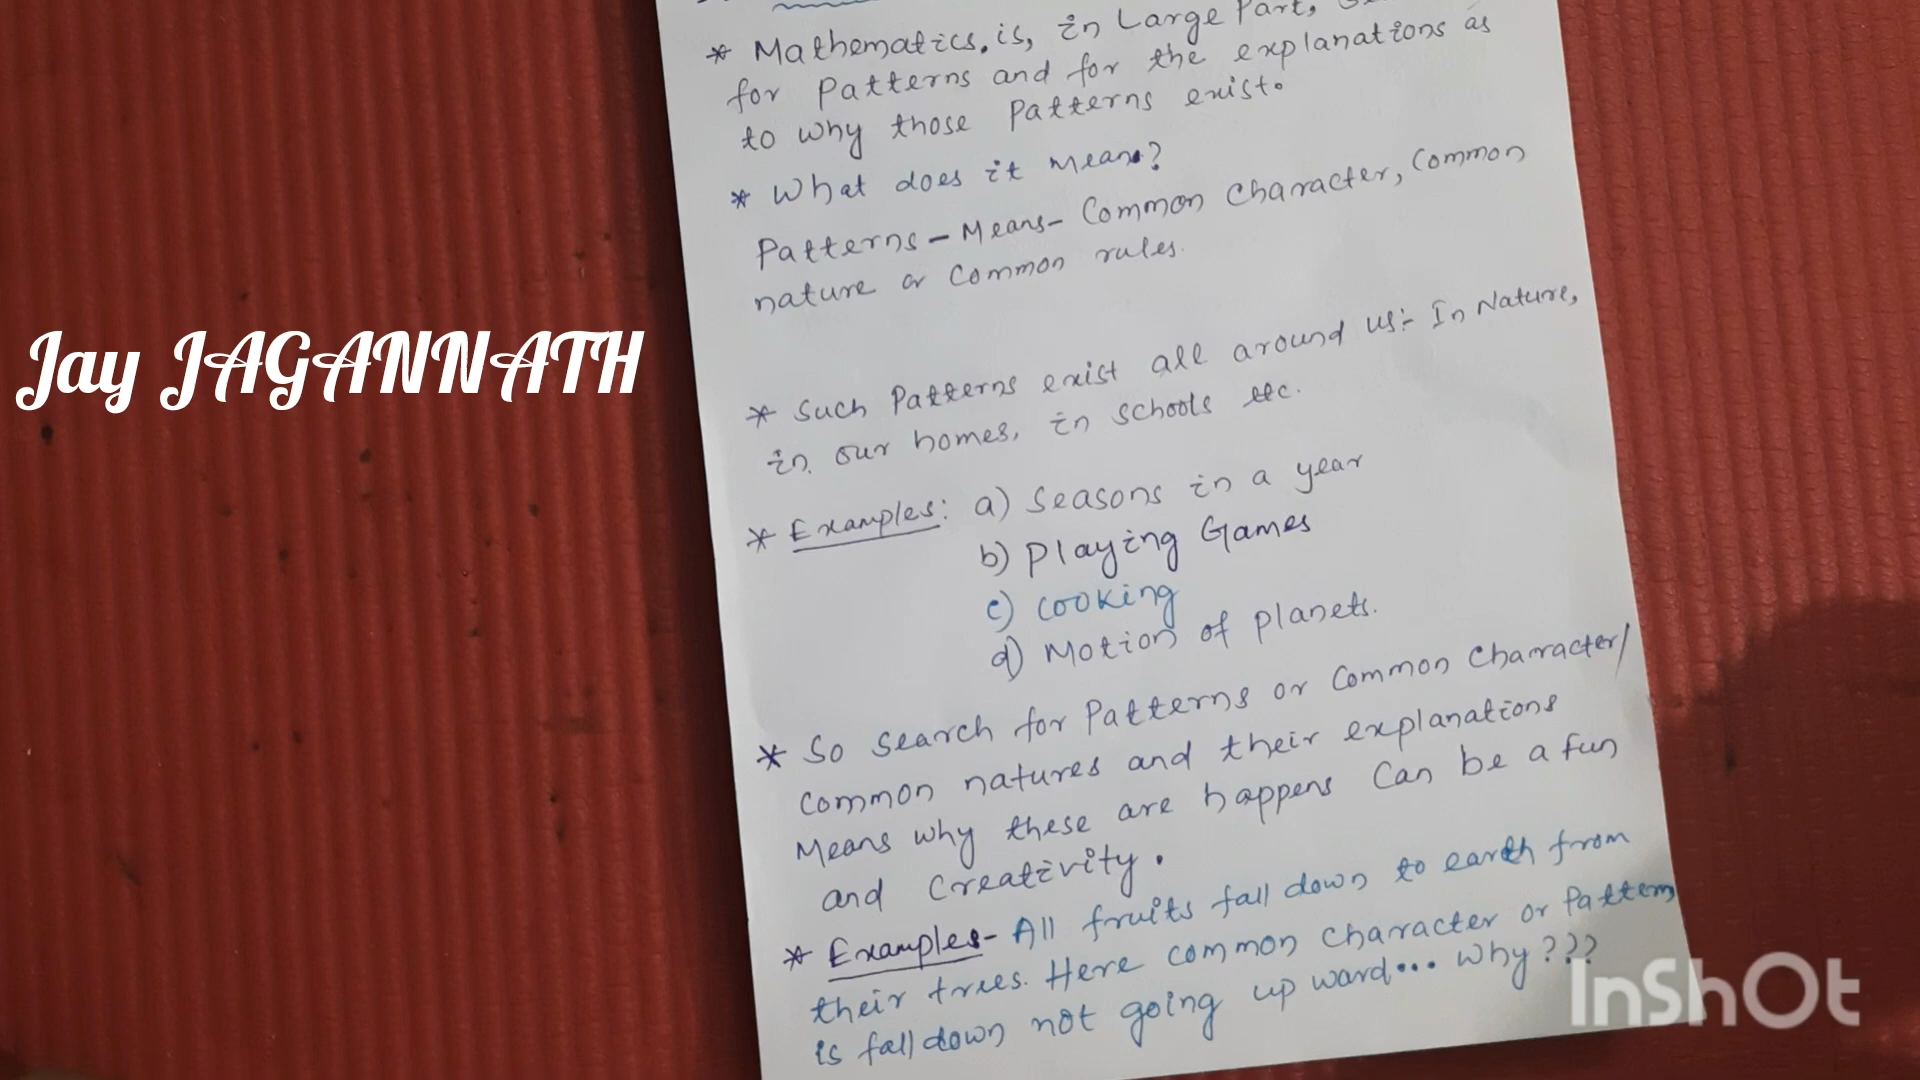 * Mathematics, is, in Large Part,
for Patterns and for the explanations as
to why those Patterns exist.
* What does it mean?
Patterns - Means - Common Character, Common
nature or Common rules.
* Such Patterns exist all around us:- In Nature,
in our homes, in schools etc.
* Examples: a) Seasons in a year
b) Playing Games
c) Cooking
d) Motion of planets.
* So search for Patterns or Common Character/
Common natures and their explanations
Means why these are happens Can be a fun
and Creativity.
* Examples- All fruits fall down to earth from
their trees. Here common character or Pattern
is fall down not going up ward... Why???
Jay JAGANNATH
InShOt